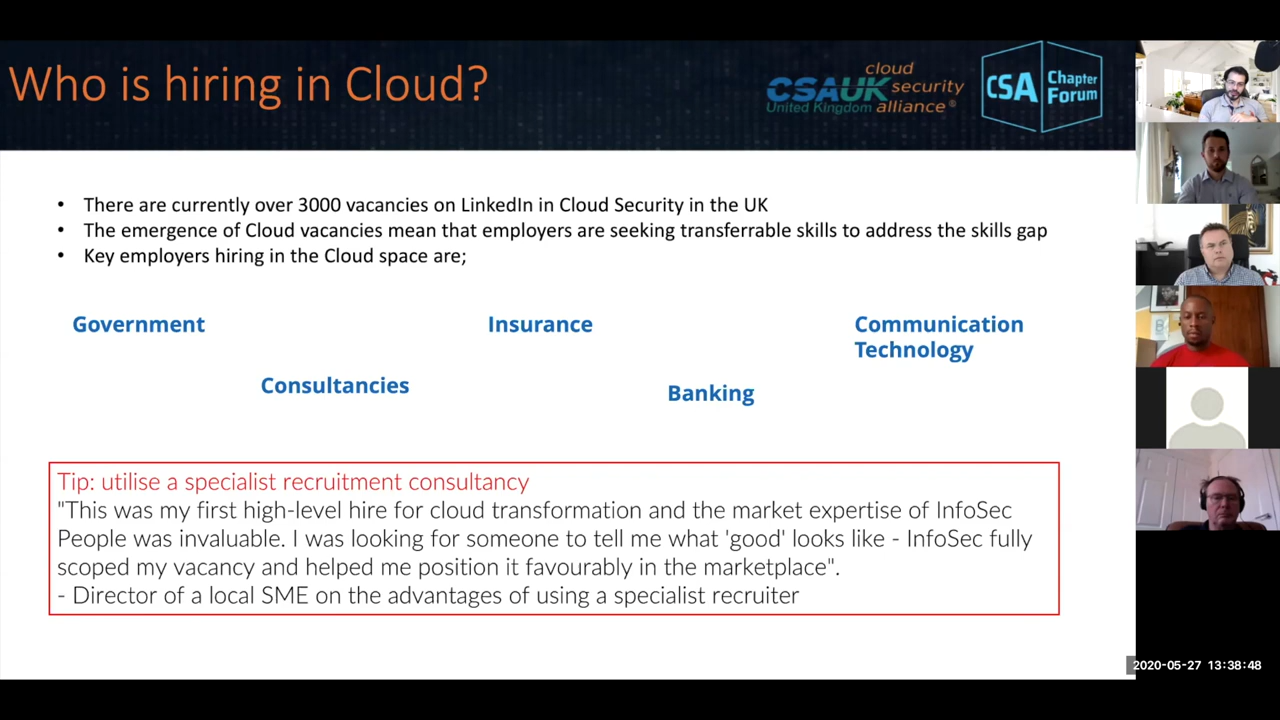 Who is hiring in Cloud?
cloud
CSAUK security
United Kingdom alliance®
CSA Chapter
Forum
• There are currently over 3000 vacancies on LinkedIn in Cloud Security in the UK
• The emergence of Cloud vacancies mean that employers are seeking transferrable skills to address the skills gap
• Key employers hiring in the Cloud space are;
Government
Insurance
Communication
Technology
Consultancies
Banking
Tip: utilise a specialist recruitment consultancy
"This was my first high-level hire for cloud transformation and the market expertise of InfoSec
People was invaluable. I was looking for someone to tell me what 'good' looks like - InfoSec fully
scoped my vacancy and helped me position it favourably in the marketplace".
- Director of a local SME on the advantages of using a specialist recruiter
2020-05-27 13:38:48